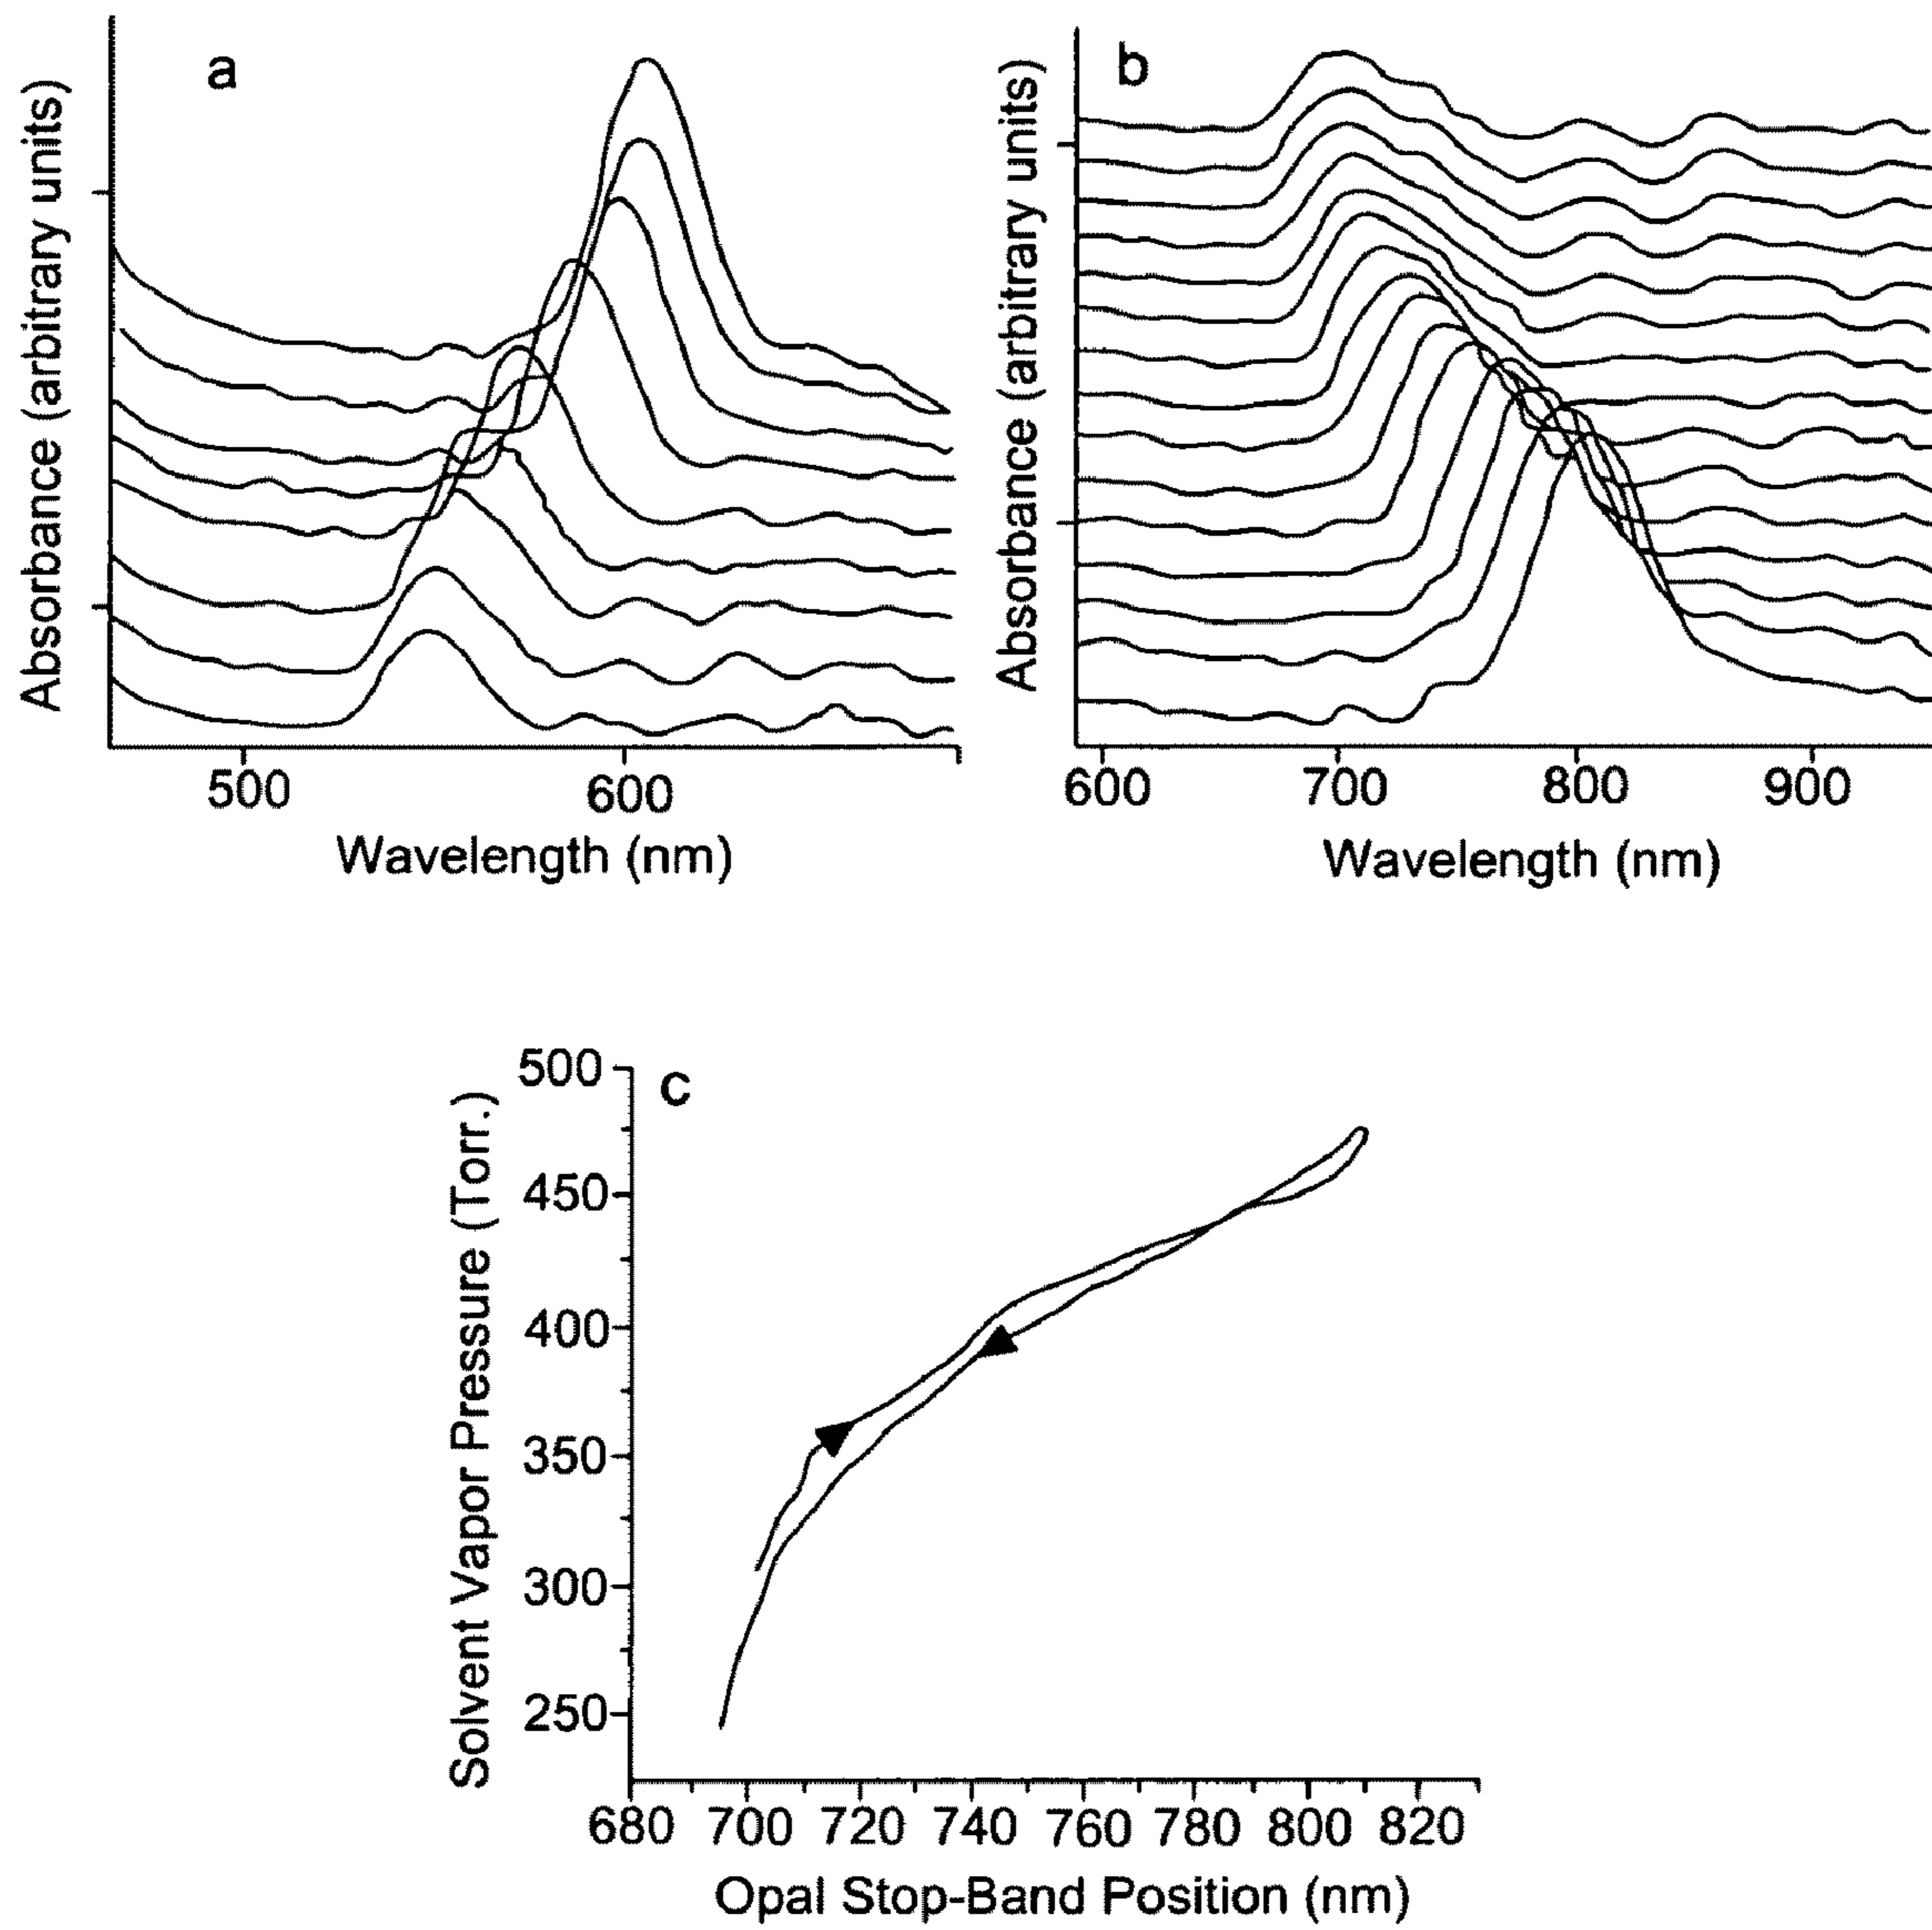 a
Absorbance (arbitrary units)
500
600
Wavelength (nm)
b
Absorbance (arbitrary units)
600
700
800
900
Wavelength (nm)
c
Solvent Vapor Pressure (Torr.)
500
450
400
350
300
250
680 700 720 740 760 780 800 820
Opal Stop-Band Position (nm)